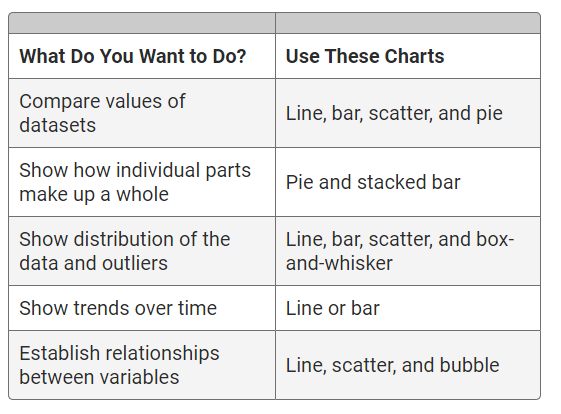 What Do You Want to Do?
Use These Charts
Compare values of
datasets
Line, bar, scatter, and pie
Show how individual parts
make up a whole
Pie and stacked bar
Show distribution of the
data and outliers
Line, bar, scatter, and box-
and-whisker
Show trends over time
Line or bar
Establish relationships
between variables
Line, scatter, and bubble